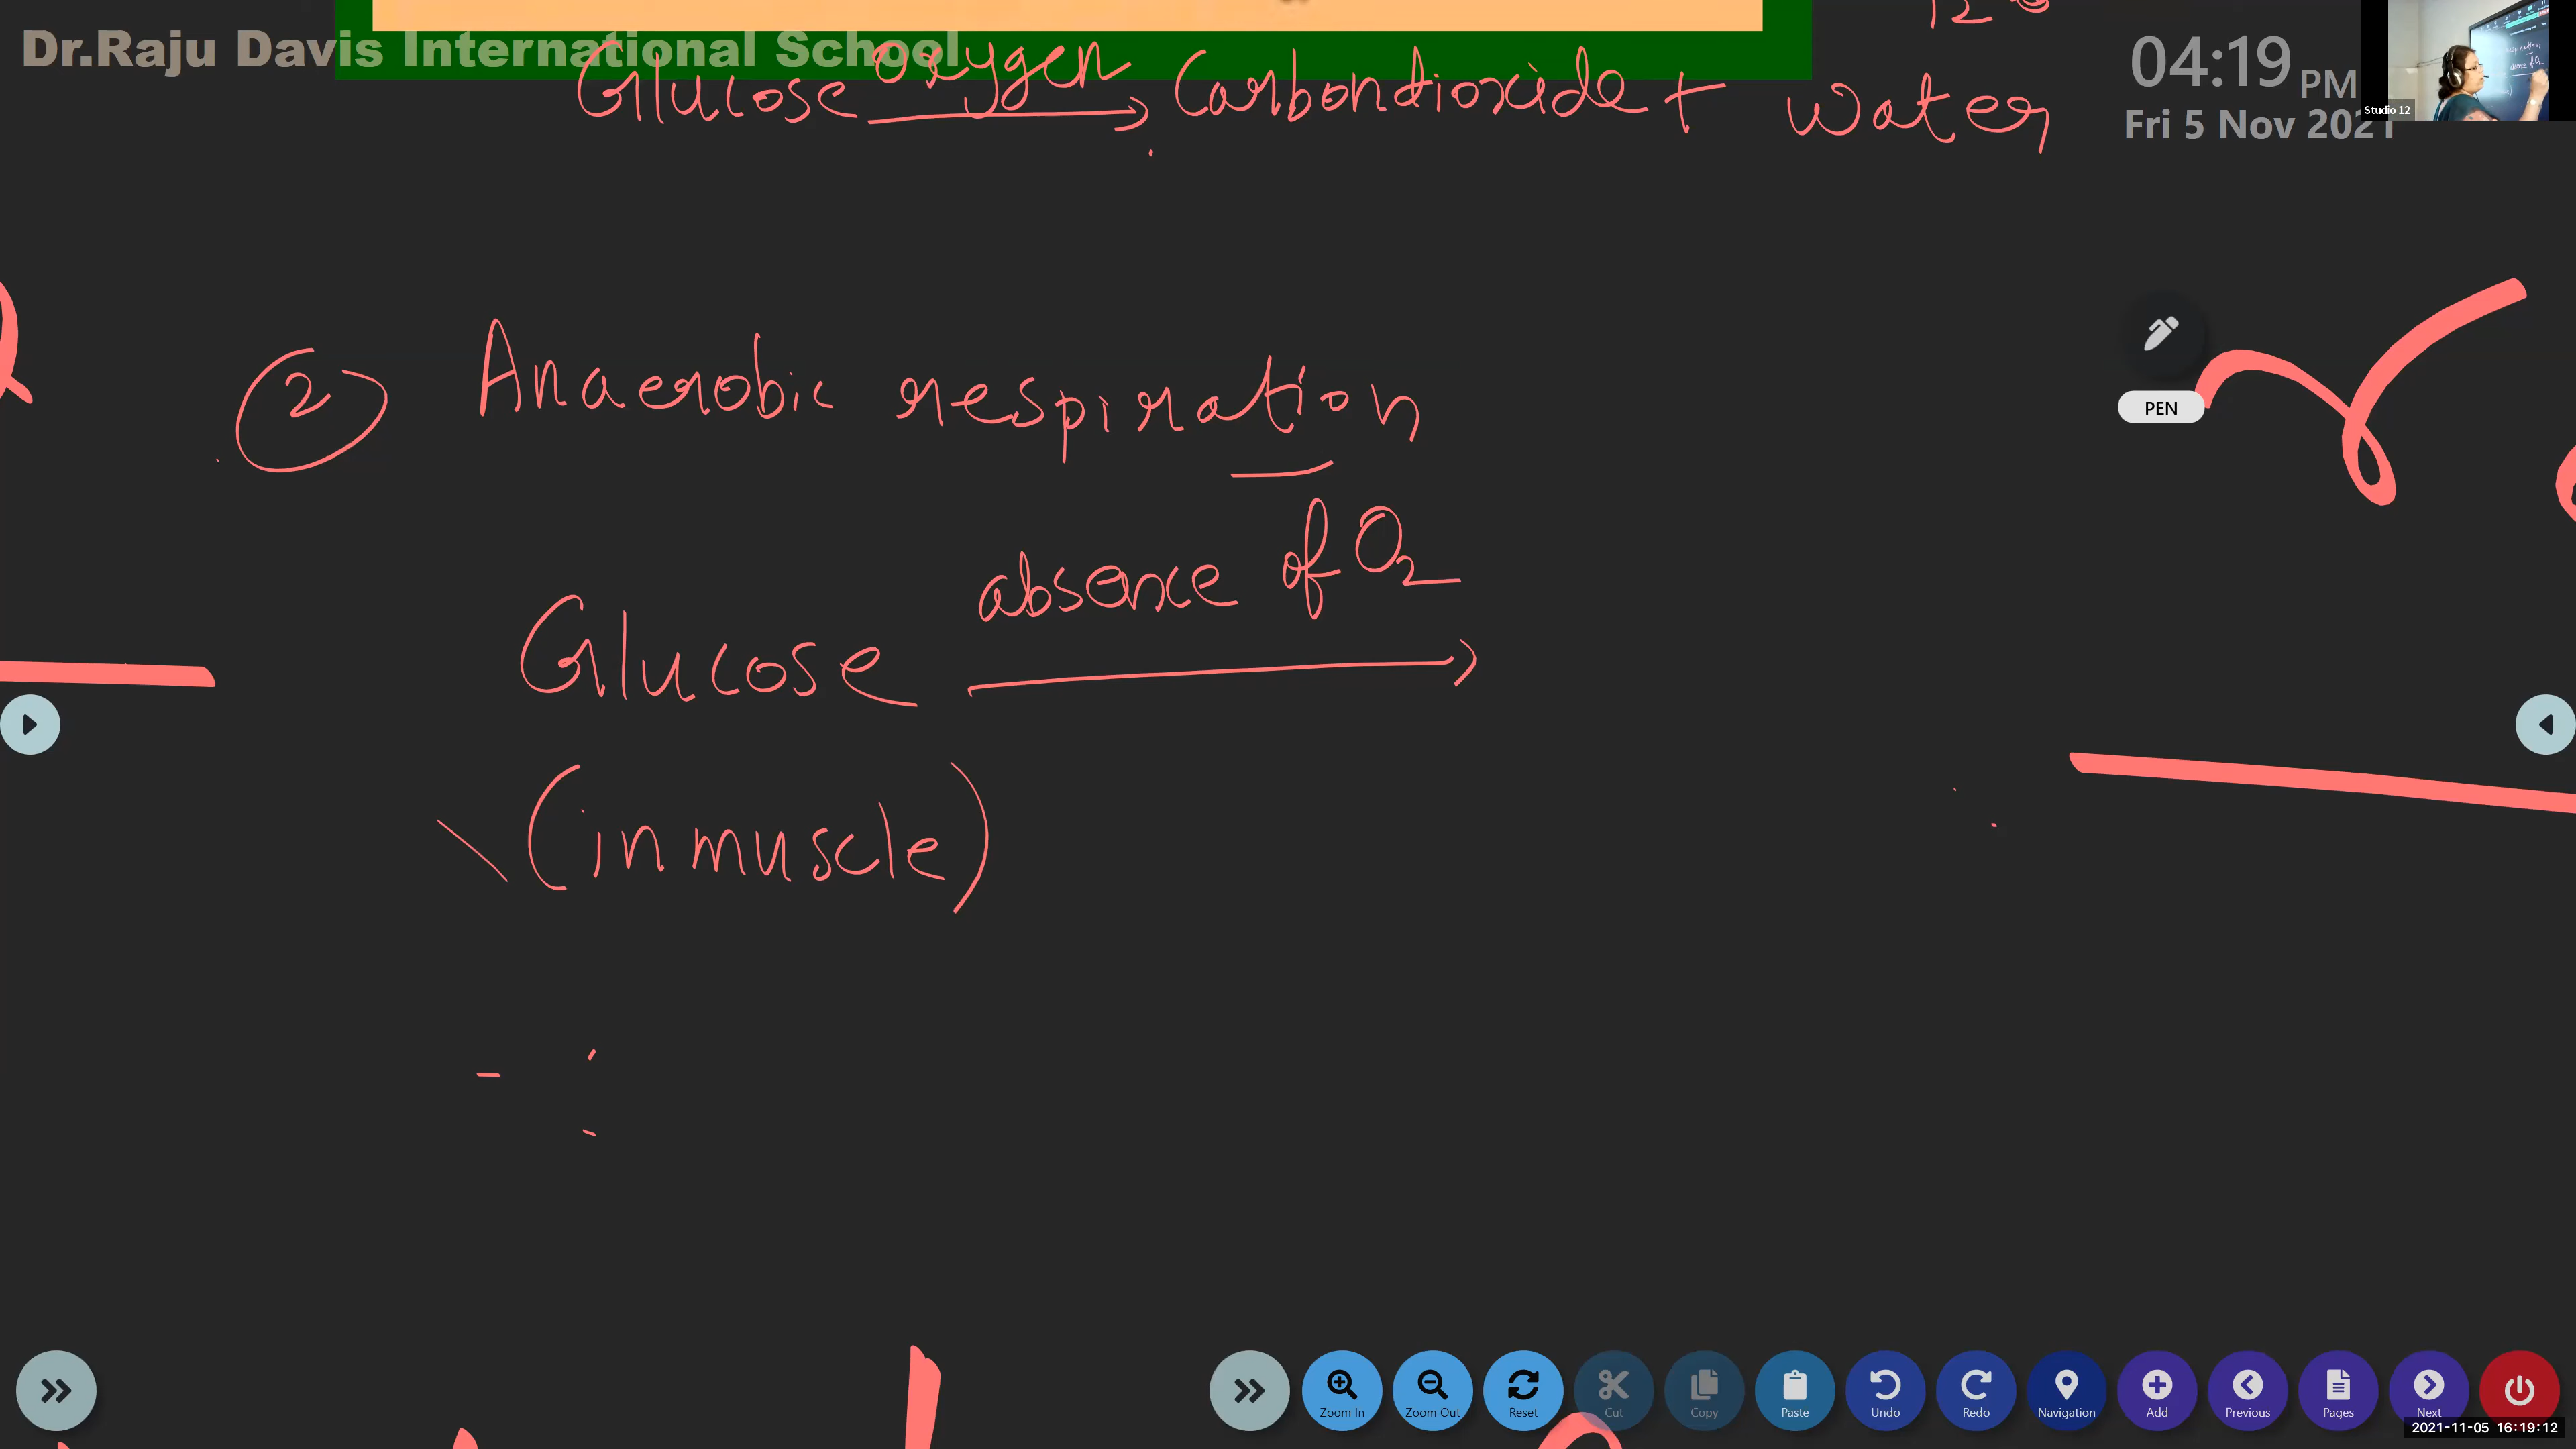 Dr.Raju Davis International School
12
04:19 PM
Studio 12
Glucose oxygen Carbondioxide + Water
Fri 5 Nov 2021
2 Anaerobic respiration
PEN
absence of O2
Glucose
(in muscle)
Zoom In Zoom Out Reset Cut Copy Paste Undo Redo Navigation Add Previous Pages Next
2021-11-05 16:19:12